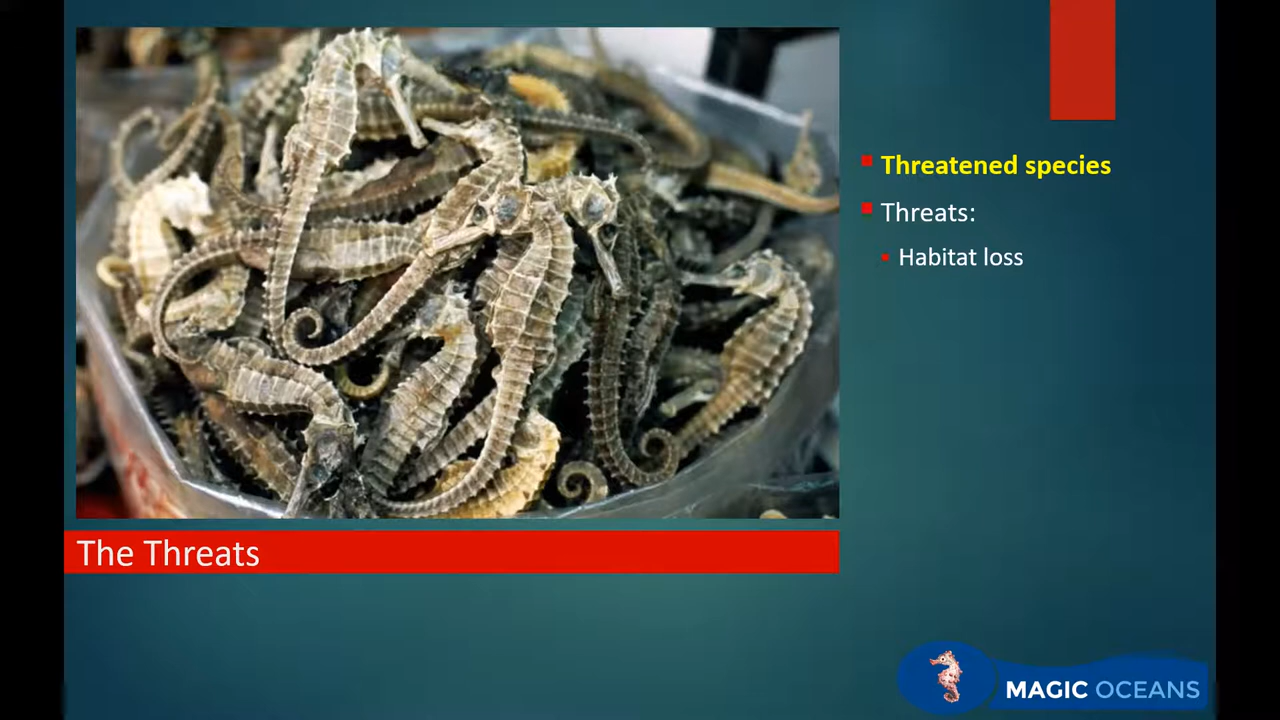 Threatened species
Threats:
Habitat loss
The Threats
MAGIC OCEANS